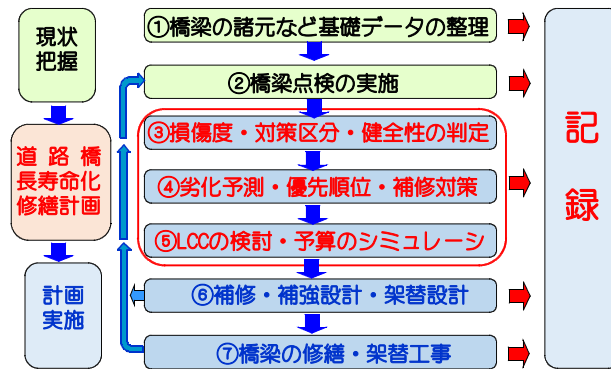 現状
把握
道路橋
長寿命化
修繕計画
計画
実施
①橋梁の諸元など基礎データの整理
②橋梁点検の実施
③損傷度・対策区分・健全性の判定
④劣化予測・優先順位・補修対策
⑤LCCの検討・予算のシミュレーシ
⑥補修・補強設計・架替設計
⑦橋梁の修繕・架替工事
記
録